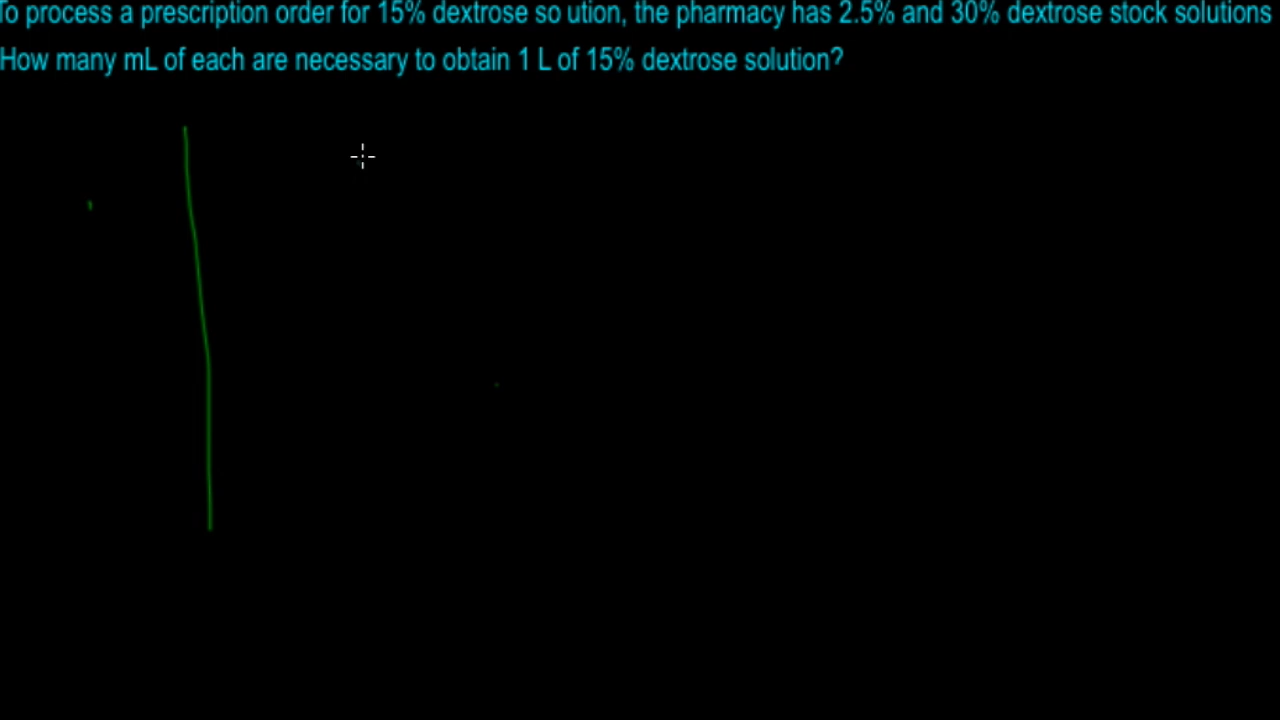 To process a prescription order for 15% dextrose so ution, the pharmacy has 2.5% and 30% dextrose stock solutions
How many mL of each are necessary to obtain 1 L of 15% dextrose solution?